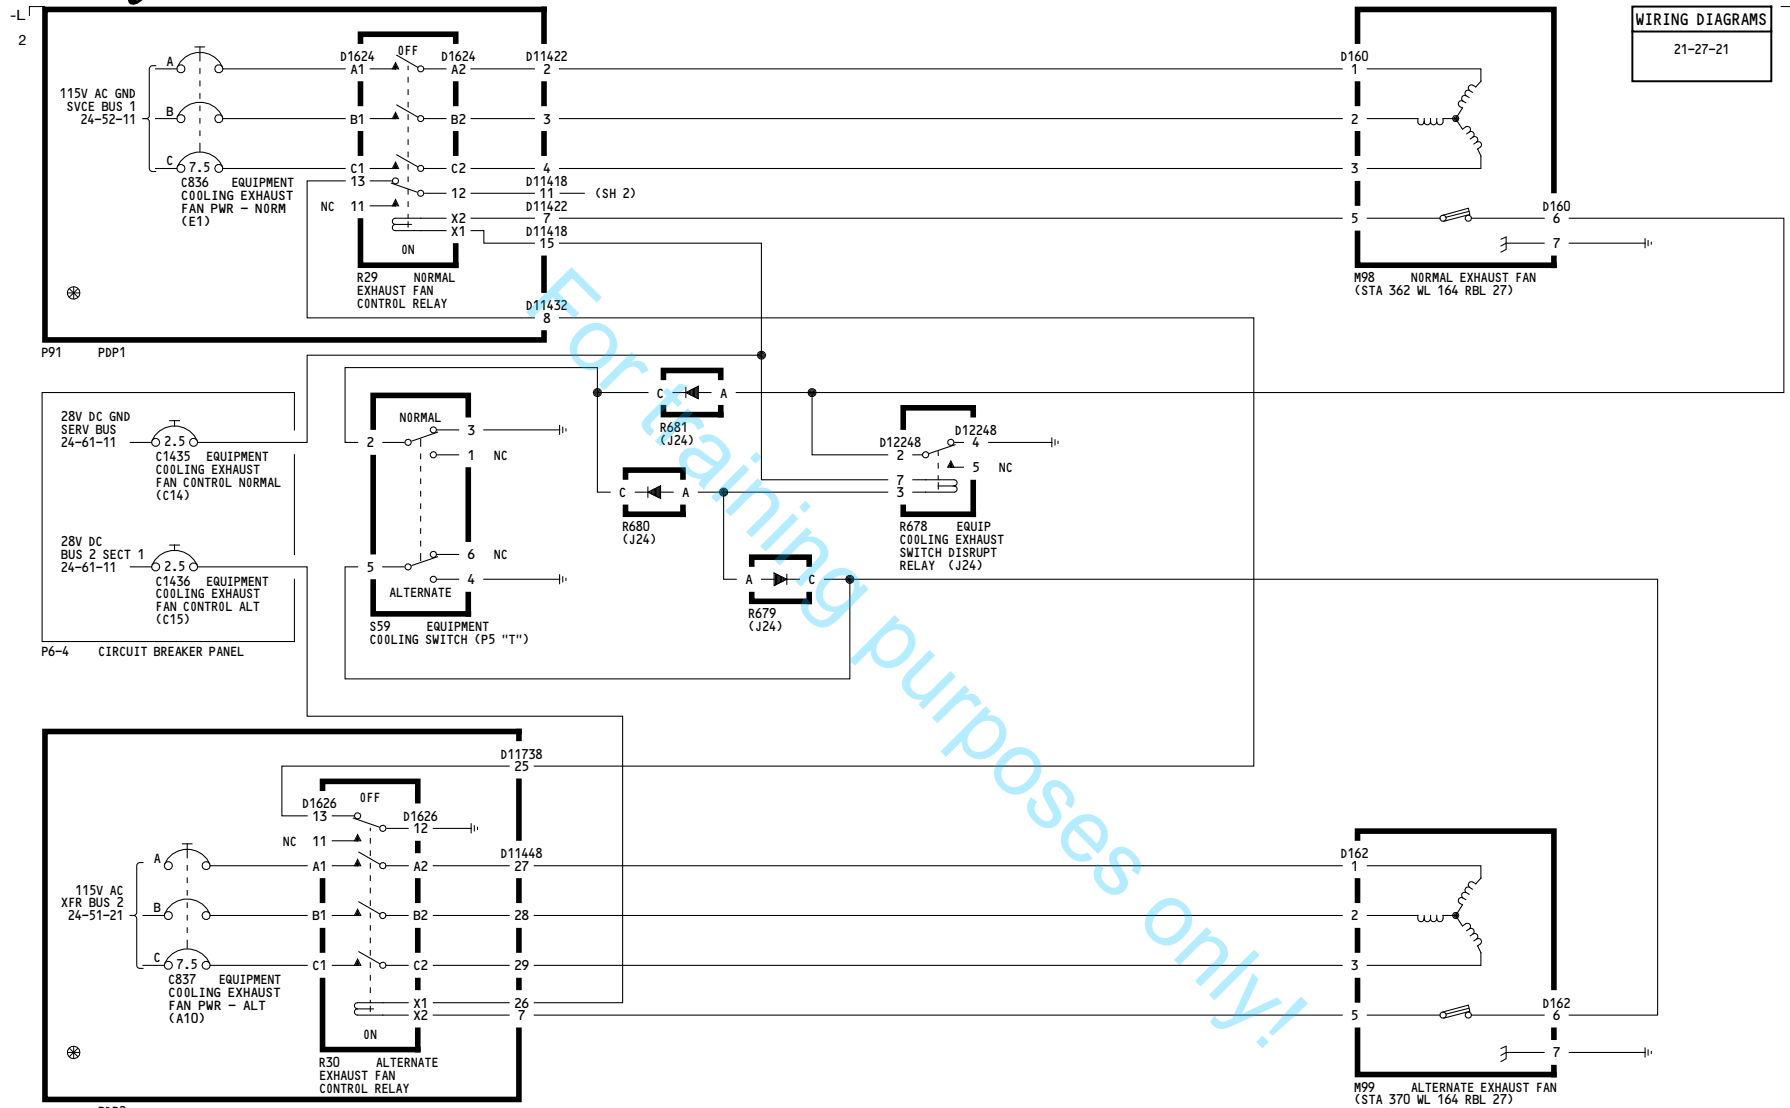 -L
2
WIRING DIAGRAMS
21-27-21
115V AC GND
SVCE BUS 1
24-52-11
A
B
C
7.5
C836 EQUIPMENT
COOLING EXHAUST
FAN PWR - NORM
(E1)
D1624
OFF
D1624
A1
A2
B1
B2
C1
C2
13
12
NC 11
X2
X1
ON
R29 NORMAL
EXHAUST FAN
CONTROL RELAY
D11422
2
3
4
D11418
11
(SH 2)
D11422
7
D11418
15
D11432
8
P91 PDP1
D160
1
2
3
5
D160
6
7
M98 NORMAL EXHAUST FAN
(STA 362 WL 164 RBL 27)
28V DC GND
SERV BUS
24-61-11
2.5
C1435 EQUIPMENT
COOLING EXHAUST
FAN CONTROL NORMAL
(C14)
28V DC
BUS 2 SECT 1
24-61-11
2.5
C1436 EQUIPMENT
COOLING EXHAUST
FAN CONTROL ALT
(C15)
P6-4 CIRCUIT BREAKER PANEL
NORMAL
2
3
1 NC
5
6 NC
4
ALTERNATE
S59 EQUIPMENT
COOLING SWITCH (P5 "T")
C A
R681
(J24)
C A
R680
(J24)
A C
R679
(J24)
D12248
D12248
2
4
5 NC
7
3
R678 EQUIP
COOLING EXHAUST
SWITCH DISRUPT
RELAY (J24)
D11738
25
D1626
OFF
13
D1626
12
NC 11
115V AC
XFR BUS 2
24-51-21
A
B
C
7.5
C837 EQUIPMENT
COOLING EXHAUST
FAN PWR - ALT
(A10)
A1
A2
B1
B2
C1
C2
X1
X2
ON
R30 ALTERNATE
EXHAUST FAN
CONTROL RELAY
D11448
27
28
29
26
7
D162
1
2
3
5
D162
6
7
M99 ALTERNATE EXHAUST FAN
(STA 370 WL 164 RBL 27)
For training purposes only!